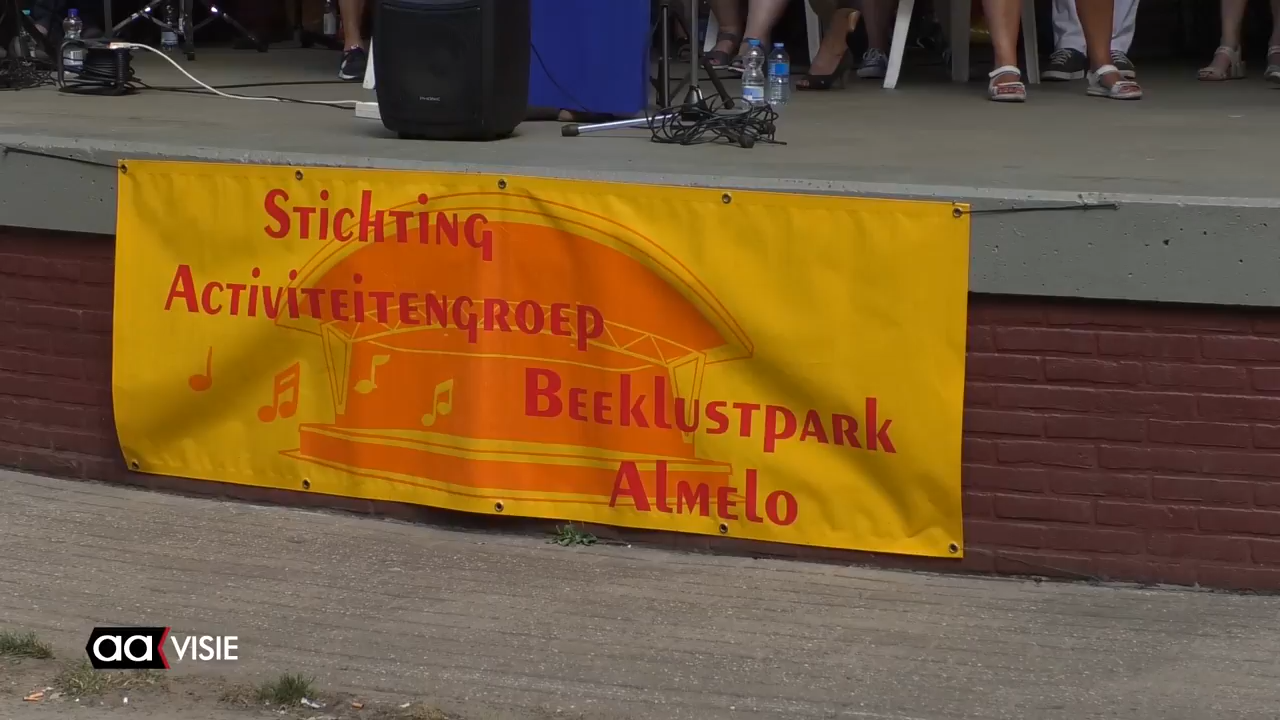 Stichting
Activiteitengroep
Beeklustpark
Almelo
aa VISIE